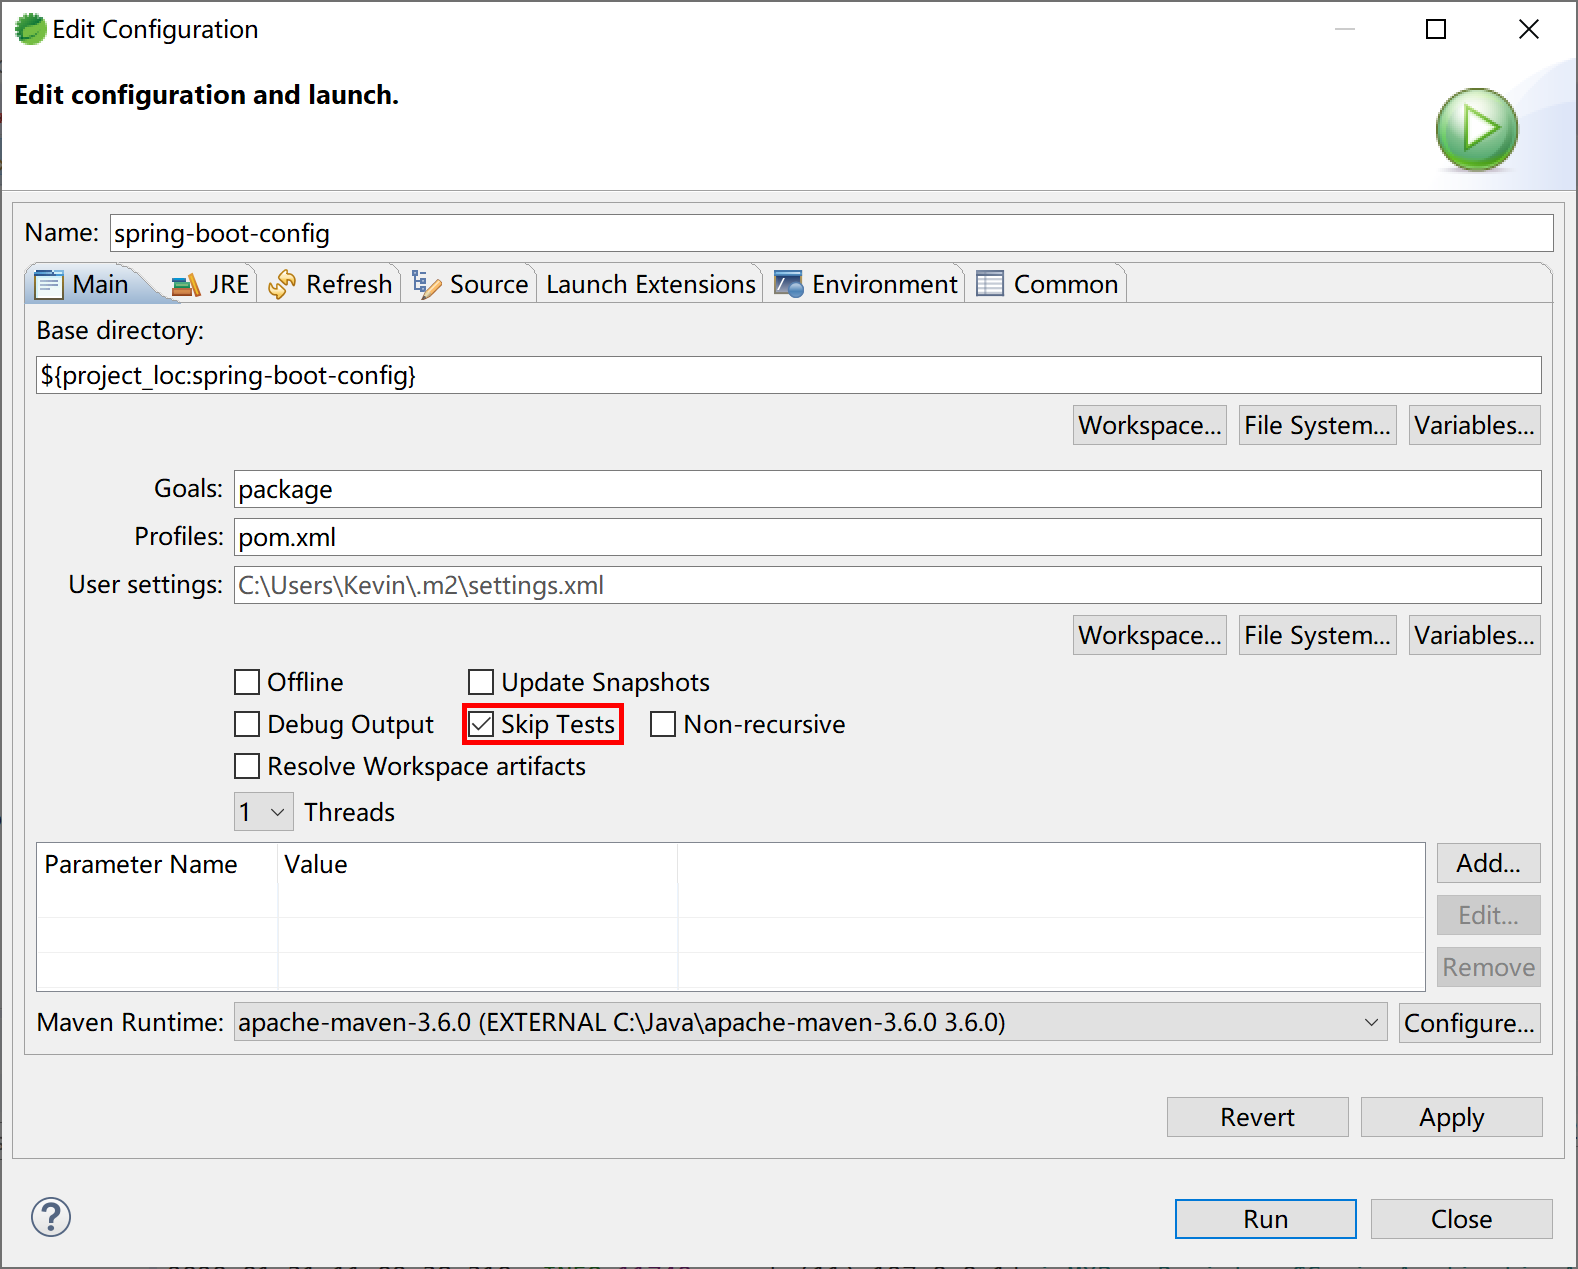 Edit Configuration
Edit configuration and launch.
Name: spring-boot-config
Main JRE Refresh Source Launch Extensions Environment Common
Base directory:
${project_loc:spring-boot-config}
Workspace... File System... Variables...
Goals: package
Profiles: pom.xml
User settings: C:\Users\Kevin\.m2\settings.xml
Workspace... File System... Variables...
Offline Update Snapshots
Debug Output Skip Tests Non-recursive
Resolve Workspace artifacts
1 Threads
Parameter Name Value
Add...
Edit...
Remove
Maven Runtime: apache-maven-3.6.0 (EXTERNAL C:\Java\apache-maven-3.6.0 3.6.0) Configure...
Revert Apply
? Run Close